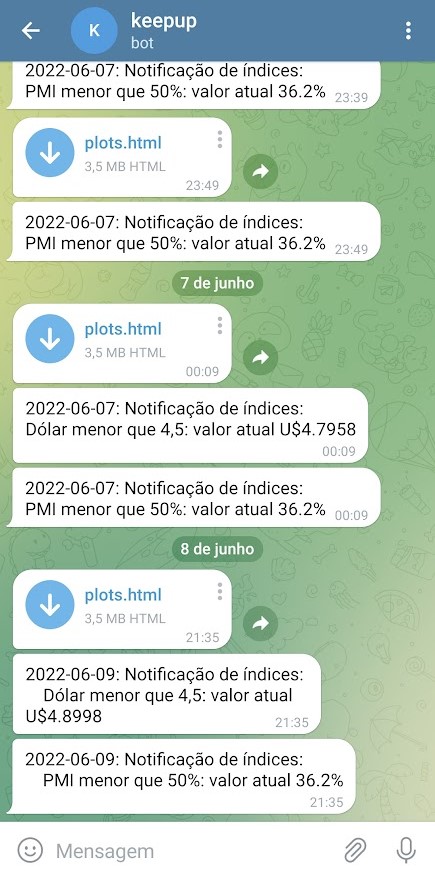 K
keepup
bot
2022-06-07: Notificação de índices:
PMI menor que 50%: valor atual 36.2% 23:39
plots.html
3,5 MB HTML
23:49
2022-06-07: Notificação de índices:
PMI menor que 50%: valor atual 36.2% 23:49
7 de junho
plots.html
3,5 MB HTML
00:09
2022-06-07: Notificação de índices:
Dólar menor que 4,5: valor atual U$4.7958
00:09
2022-06-07: Notificação de índices:
PMI menor que 50%: valor atual 36.2% 00:09
8 de junho
plots.html
3,5 MB HTML
21:35
2022-06-09: Notificação de índices:
Dólar menor que 4,5: valor atual
U$4.8998 21:35
2022-06-09: Notificação de índices:
PMI menor que 50%: valor atual 36.2%
21:35
Mensagem